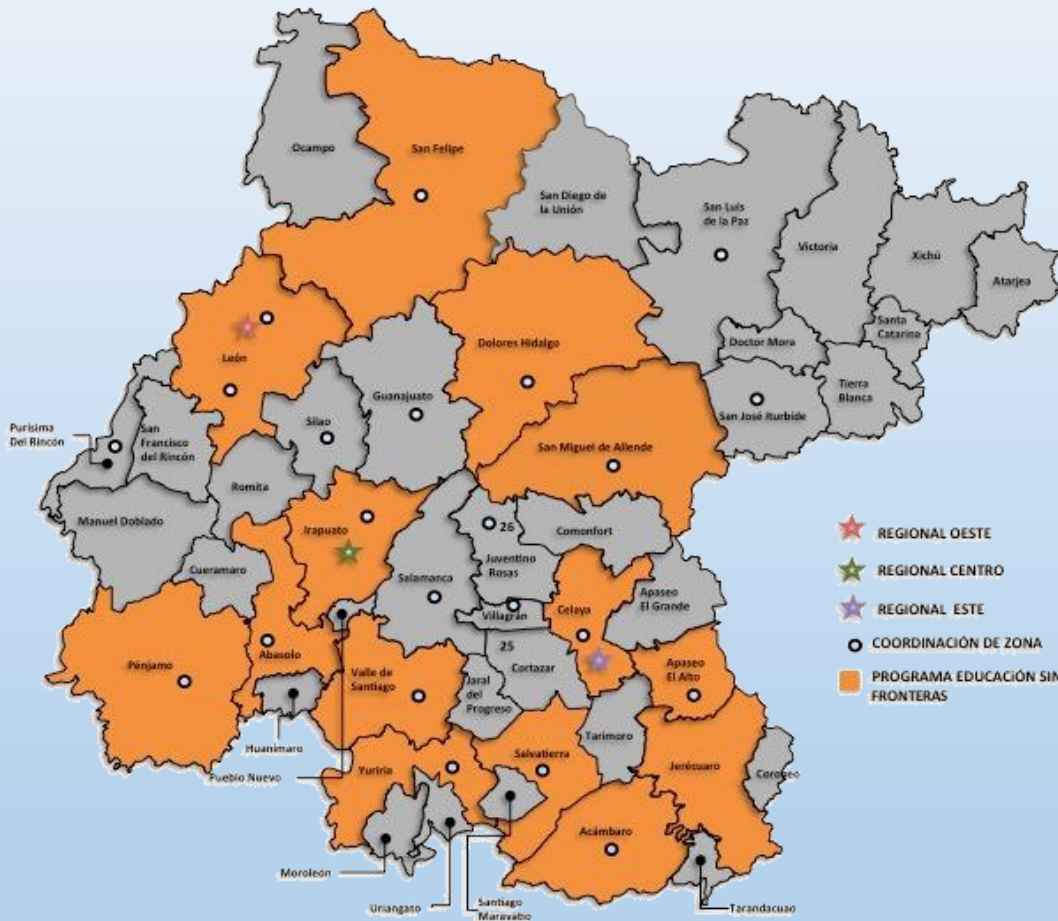 Ocampo
San Felipe
San Diego de
la Unión
San Luis
de la Paz
Victoria
Xichú
Atarjea
Santa
Catarina
Doctor Mora
Tierra
Blanca
San José Iturbide
Dolores Hidalgo
León
Guanajuato
Silao
San Miguel de Allende
Purísima
Del Rincón
San
Francisco
del Rincón
Romita
Manuel Doblado
Irapuato
Cueramaro
Salamanca
26
Juventino
Rosas
Comonfort
Villagrán
Celaya
Apaseo
El Grande
25
Cortazar
Pénjamo
Abasolo
Valle de
Santiago
Jaral
del
Progreso
Apaseo
El Alto
Tarimoro
Huanimaro
Pueblo Nuevo
Yuriria
Salvatierra
Jerécuaro
Coroneo
Acámbaro
Moroleon
Uriangato
Santiago
Maravatio
Tarandacuao
REGIONAL OESTE
REGIONAL CENTRO
REGIONAL ESTE
COORDINACIÓN DE ZONA
PROGRAMA EDUCACIÓN SIN
FRONTERAS